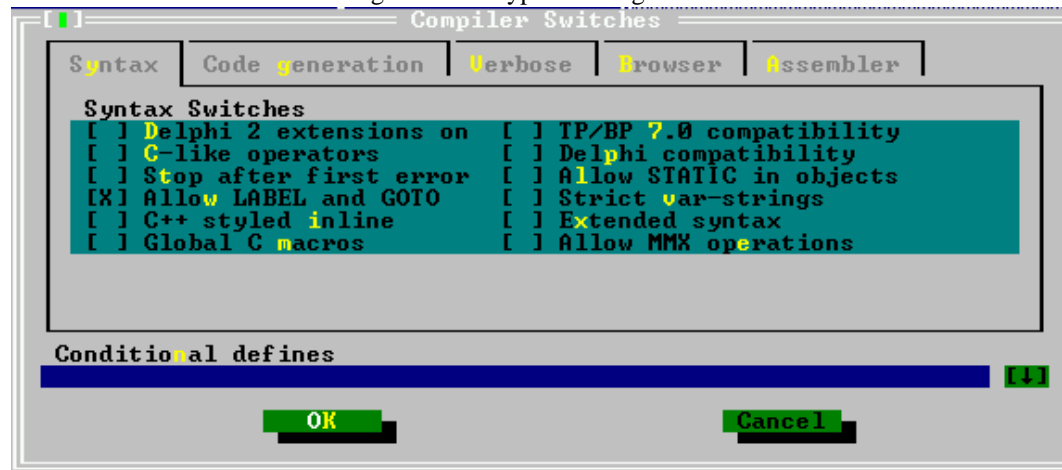 [ ] Compiler Switches
Syntax Code generation Verbose Browser Assembler
Syntax Switches
[ ] Delphi 2 extensions on [ ] TP/BP 7.0 compatibility
[ ] C-like operators [ ] Delphi compatibility
[ ] Stop after first error [ ] Allow STATIC in objects
[X] Allow LABEL and GOTO [ ] Strict var-strings
[ ] C++ styled inline [ ] Extended syntax
[ ] Global C macros [ ] Allow MMX operations
Conditional defines
[↓]
OK Cancel